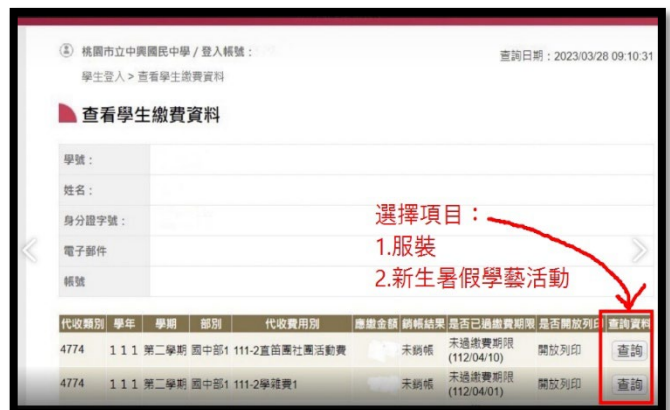 桃園市立中興國民中學 / 登入帳號：
查詢日期：2023/03/28 09:10:31
學生登入 > 查看學生繳費資料
查看學生繳費資料
學號：
姓名：
身分證字號：
電子郵件
帳號
選擇項目：
1.服裝
2.新生暑假學藝活動
代收類別 學年 學期 部別 代收費用別 應繳金額 銷帳結果 是否已過繳費期限 是否開放列印 查詢資料
4774 111 第二學期 國中部1 111-2直笛團社團活動費 未銷帳 未過繳費期限 (112/04/10) 開放列印 查詢
4774 111 第二學期 國中部1 111-2學雜費1 未銷帳 未過繳費期限 (112/04/01) 開放列印 查詢